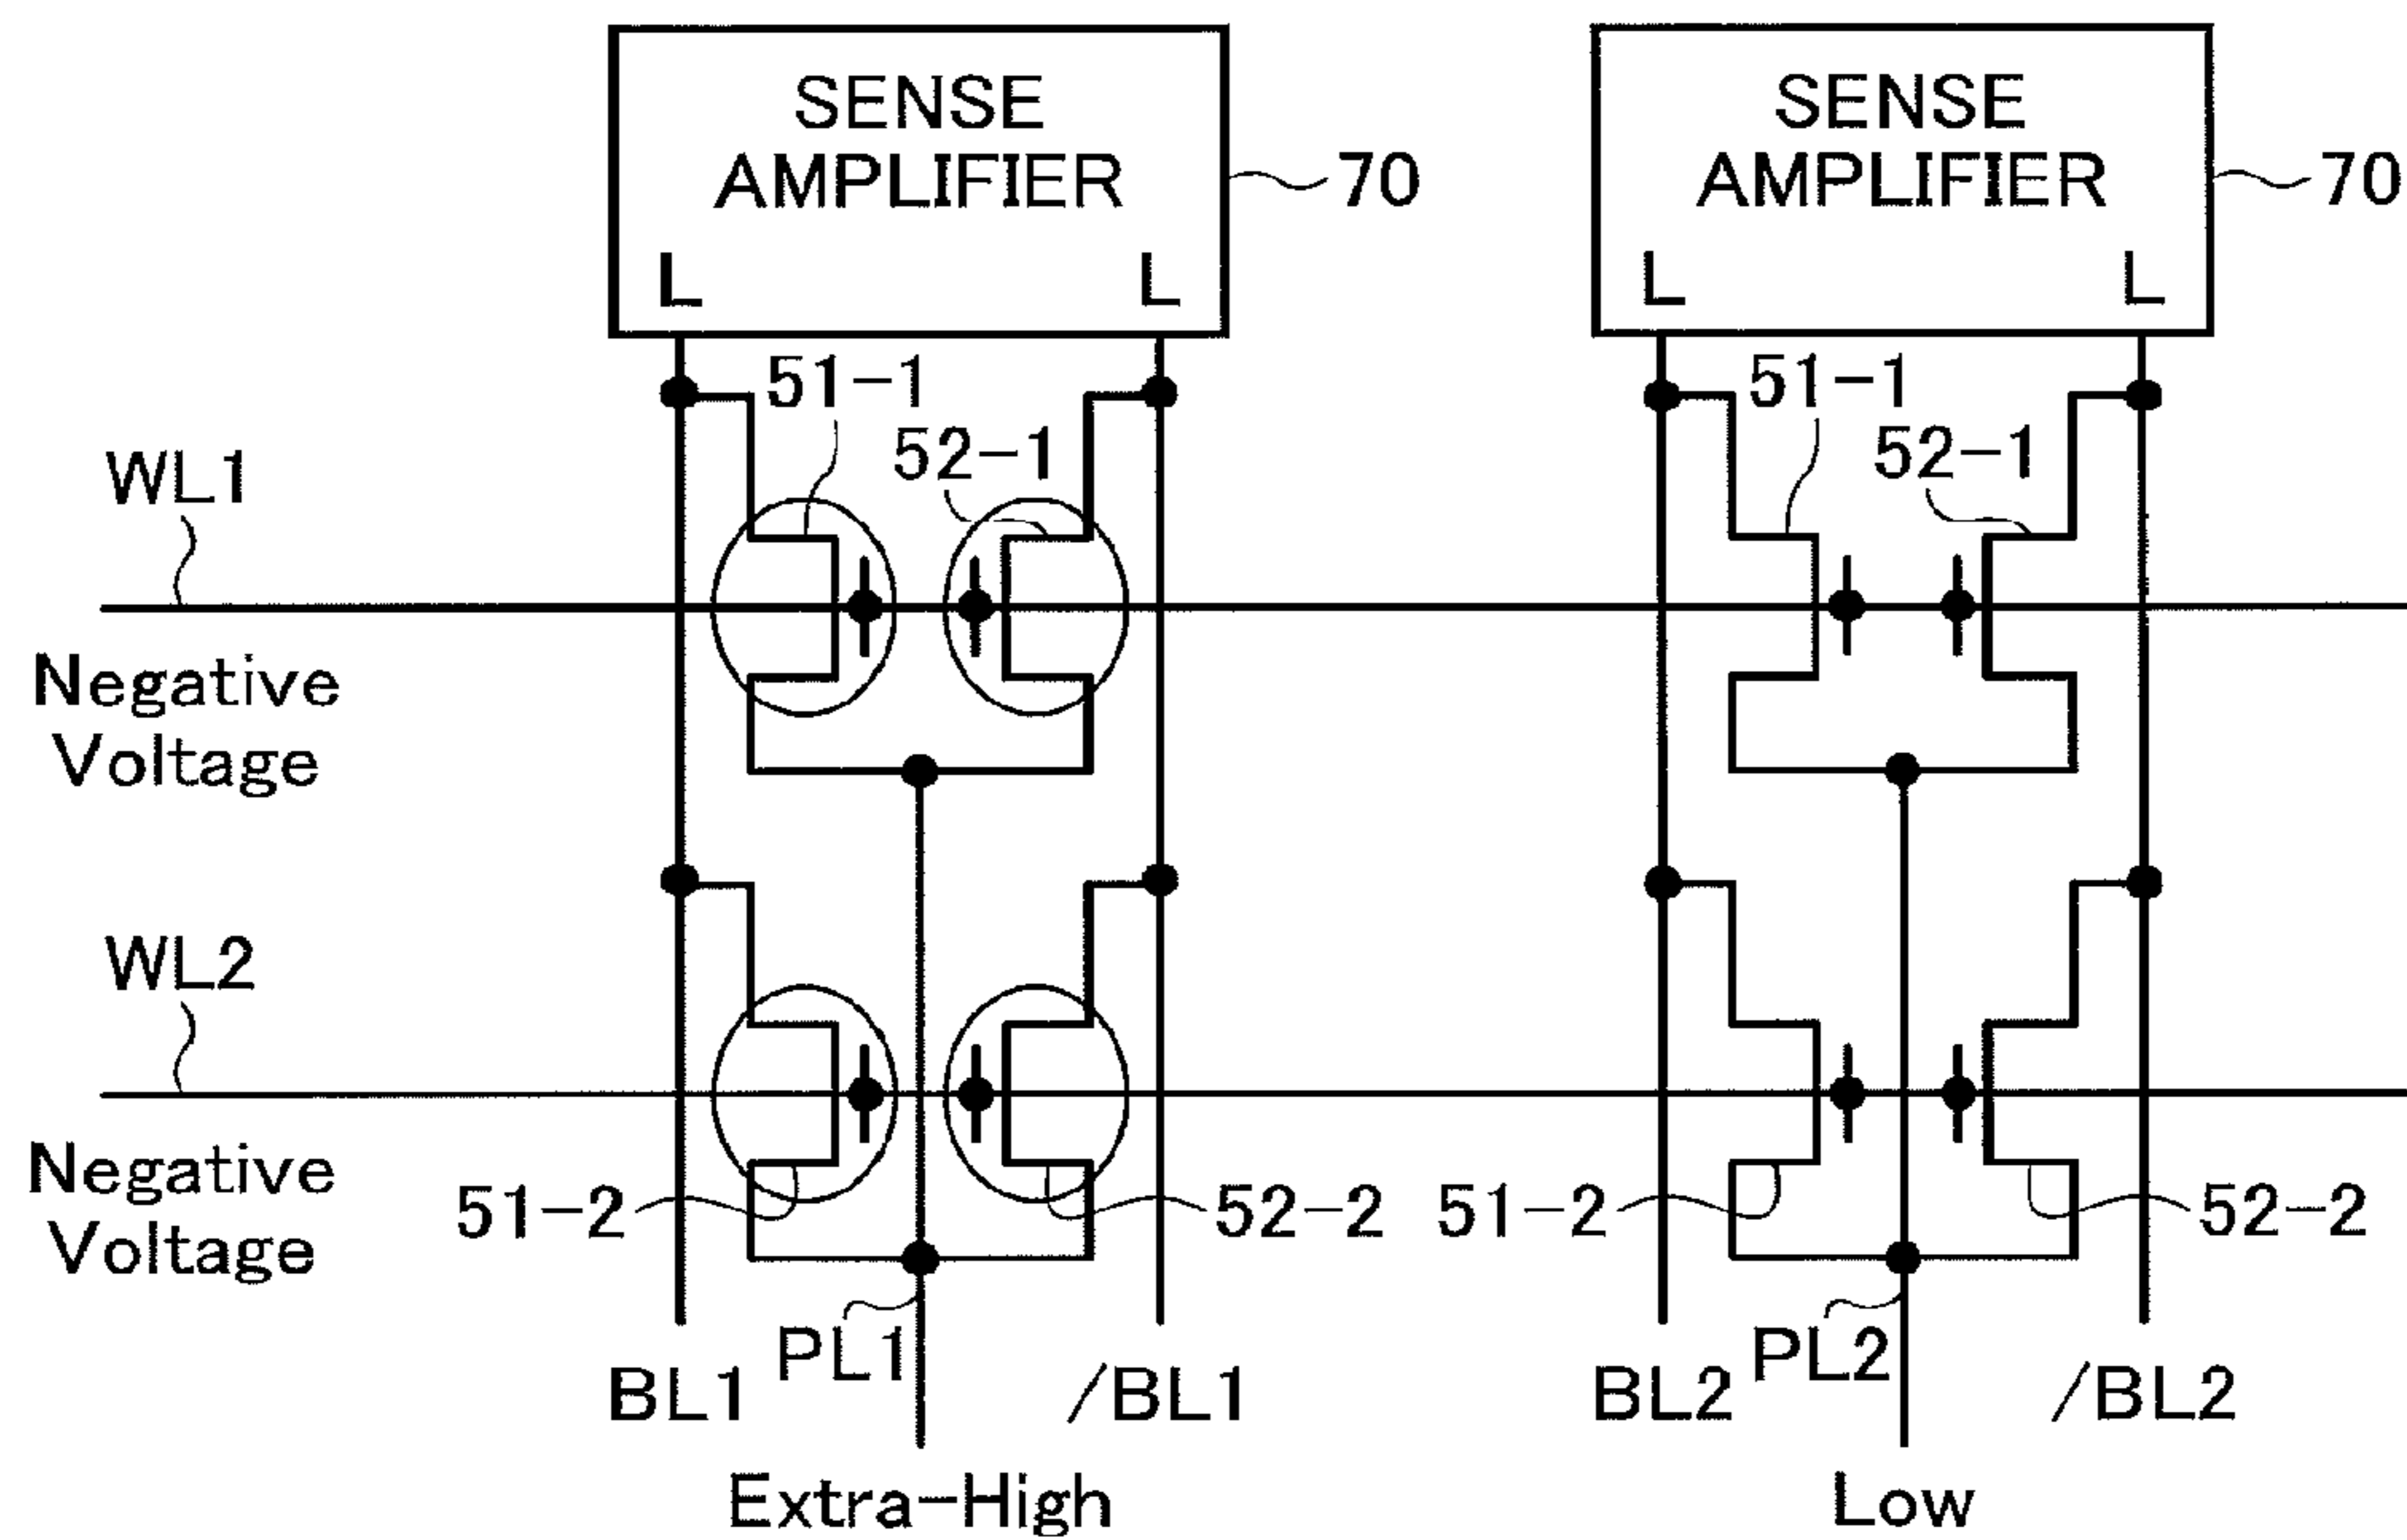 SENSE
AMPLIFIER
L L
70
SENSE
AMPLIFIER
L L
70
51-1
52-1
51-1
52-1
WL1
Negative
Voltage
WL2
Negative
Voltage
51-2
52-2
51-2
52-2
BL1
PL1
/BL1
BL2
PL2
/BL2
Extra-High
Low